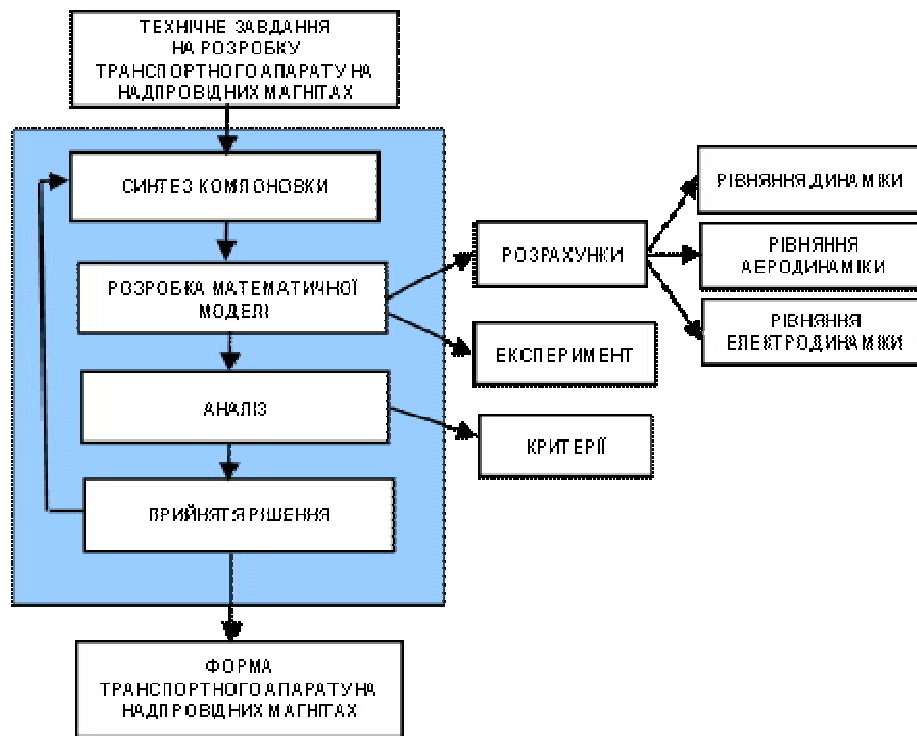 ТЕХНІЧНЕ ЗАВДАННЯ
НА РОЗРОБКУ
ТРАНСПОРТНОГО АПАРАТУ НА
НАДПРОВІДНИХ МАГНІТАХ
СИНТЕЗ КОМПОНОВКИ
РОЗРОБКА МАТЕМАТИЧНОЇ
МОДЕЛІ
АНАЛІЗ
ПРИЙНЯТЯ РІШЕННЯ
ФОРМА
ТРАНСПОРТНОГО АПАРАТУ НА
НАДПРОВІДНИХ МАГНІТАХ
РОЗРАХУНКИ
ЕКСПЕРИМЕНТ
КРИТЕРІЇ
РІВНЯННЯ ДИНАМІКИ
РІВНЯННЯ
АЕРОДИНАМІКИ
РІВНЯННЯ
ЕЛЕКТРОДИНАМІКИ